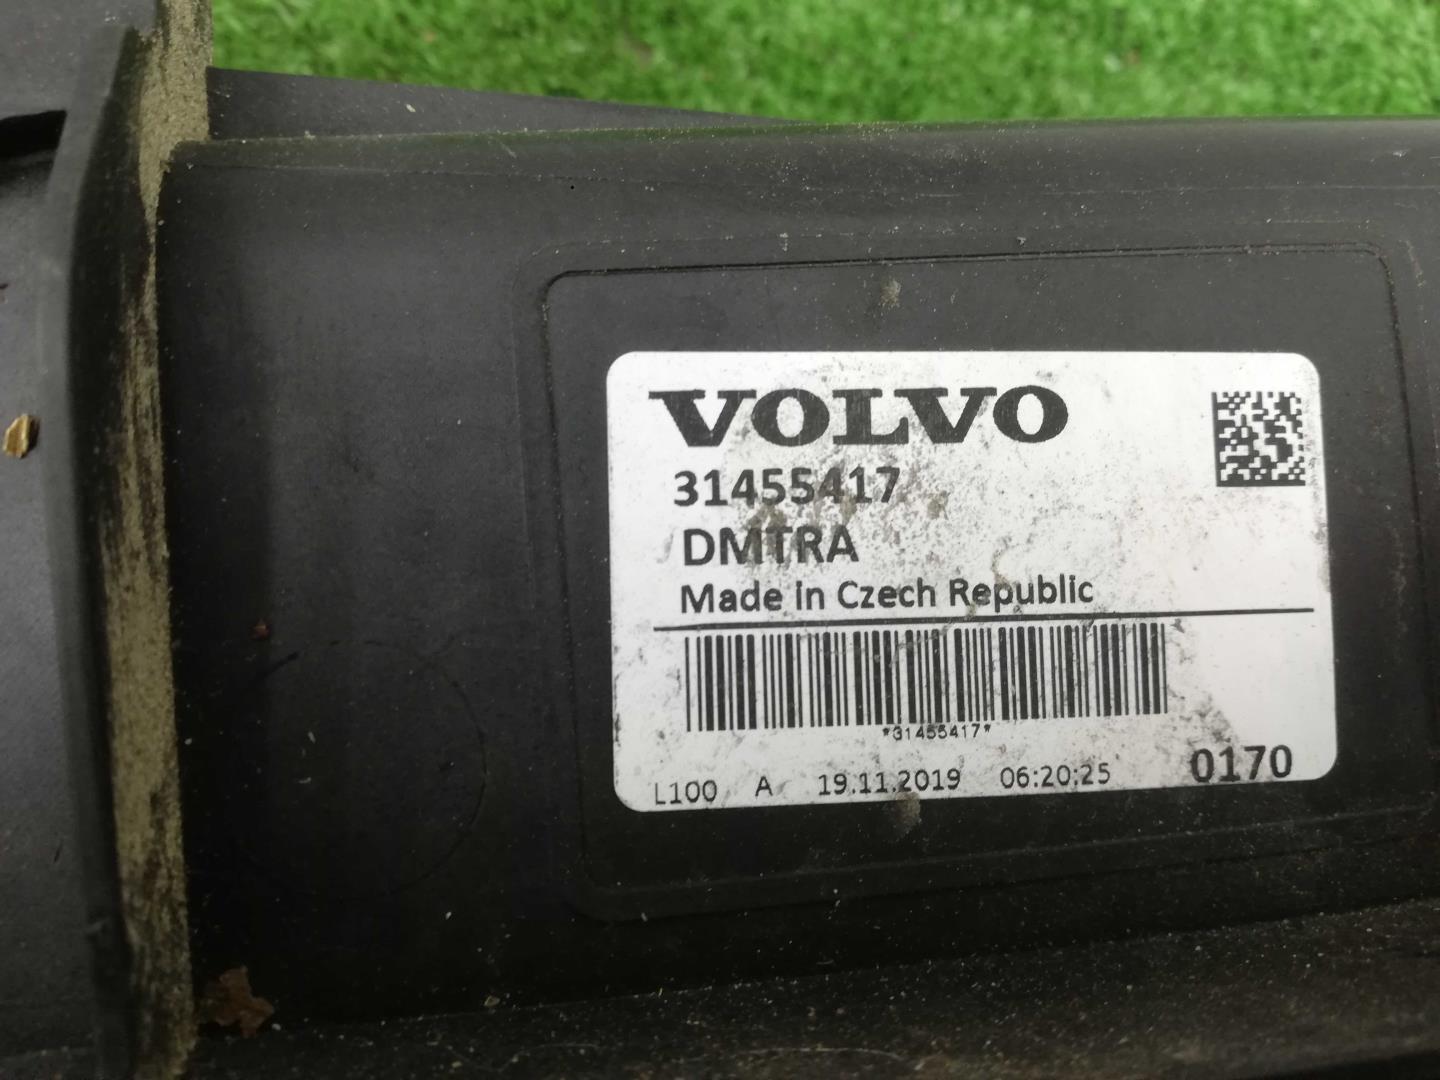 VOLVO
31455417
DMTRA
Made in Czech Republic
*31455417*
L100 A 19.11.2019 06:20:25 0170